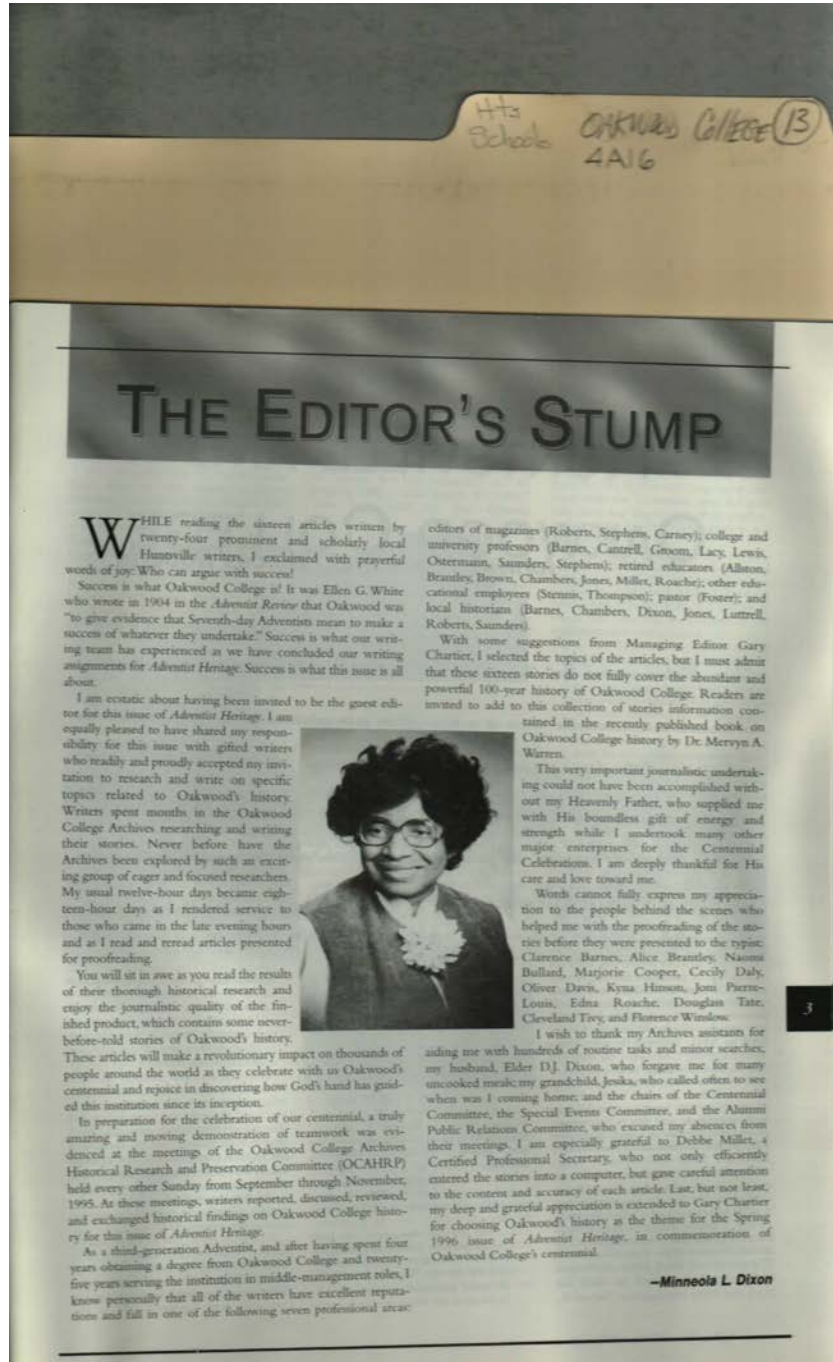 Hts
Schools
OAKWOOD COLLEGE 13
4A16
THE EDITOR'S STUMP
WHILE reading the sixteen articles written by
twenty-four prominent and scholarly local
Huntsville writers, I exclaimed with prayerful
words of joy: Who can argue with success!
Success is what Oakwood College is! It was Ellen G. White
who wrote in 1904 in the Adventist Review that Oakwood was
"to give evidence that Seventh-day Adventists mean to make a
success of whatever they undertake." Success is what our writ-
ing team has experienced as we have concluded our writing
assignments for Adventist Heritage. Success is what this issue is all
about.
I am ecstatic about having been invited to be the guest edi-
tor for this issue of Adventist Heritage. I am
equally pleased to have shared my respon-
sibility for this issue with gifted writers
who readily and proudly accepted my invi-
tation to research and write on specific
topics related to Oakwood's history.
Writers spent months in the Oakwood
College Archives researching and writing
their stories. Never before have the
Archives been explored by such an excit-
ing group of eager and focused researchers.
My usual twelve-hour days became eigh-
teen-hour days as I rendered service to
those who came in the late evening hours
and as I read and reread articles presented
for proofreading.
You will sit in awe as you read the results
of their thorough historical research and
enjoy the journalistic quality of the fin-
ished product, which contains some never-
before-told stories of Oakwood's history.
These articles will make a revolutionary impact on thousands of
people around the world as they celebrate with us Oakwood's
centennial and rejoice in discovering how God's hand has guid-
ed this institution since its inception.
In preparation for the celebration of our centennial, a truly
amazing and moving demonstration of teamwork was evi-
denced at the meetings of the Oakwood College Archives
Historical Research and Preservation Committee (OCAHRP)
held every other Sunday from September through November,
1995. At these meetings, writers reported, discussed, reviewed,
and exchanged historical findings on Oakwood College histo-
ry for this issue of Adventist Heritage.
As a third-generation Adventist, and after having spent four
years obtaining a degree from Oakwood College and twenty-
five years serving the institution in middle-management roles, I
know personally that all of the writers have excellent reputa-
tions and fall in one of the following seven professional areas:
editors of magazines (Roberts, Stephens, Carney); college and
university professors (Barnes, Cantrell, Groom, Lacy, Lewis,
Ostermann, Saunders, Stephens); retired educators (Allston,
Brantley, Brown, Chambers, Jones, Miller, Roache); other edu-
cational employees (Stennis, Thompson); pastor (Foster); and
local historians (Barnes, Chambers, Dixon, Jones, Luttrell,
Roberts, Saunders).
With some suggestions from Managing Editor Gary
Chartier, I selected the topics of the articles, but I must admit
that these sixteen stories do not fully cover the abundant and
powerful 100-year history of Oakwood College. Readers are
invited to add to this collection of stories information con-
tained in the recently published book on
Oakwood College history by Dr. Mervyn A.
Warren.
This very important journalistic undertak-
ing could not have been accomplished with-
out my Heavenly Father, who supplied me
with His boundless gift of energy and
strength while I undertook many other
major enterprises for the Centennial
Celebrations. I am deeply thankful for His
care and love toward me.
Words cannot fully express my apprecia-
tion to the people behind the scenes who
helped me with the proofreading of the sto-
ries before they were presented to the typist:
Clarence Barnes, Alice Brantley, Naomi
Bullard, Marjorie Cooper, Cecily Daly,
Oliver Davis, Kyna Hinson, Joni Pierre-
Louis, Edna Roache, Douglass Tate,
Cleveland Tivy, and Florence Winslow.
I wish to thank my Archives assistants for
aiding me with hundreds of routine tasks and minor searches;
my husband, Elder D.J. Dixon, who forgave me for many
uncooked meals; my grandchild, Jesika, who called often to see
when was I coming home; and the chairs of the Centennial
Committee, the Special Events Committee, and the Alumni
Public Relations Committee, who excused my absences from
their meetings. I am especially grateful to Debbe Millet, a
Certified Professional Secretary, who not only efficiently
entered the stories into a computer, but gave careful attention
to the content and accuracy of each article. Last, but not least,
my deep and grateful appreciation is extended to Gary Chartier
for choosing Oakwood's history as the theme for the Spring
1996 issue of Adventist Heritage, in commemoration of
Oakwood College's centennial.
—Minneola L. Dixon
3